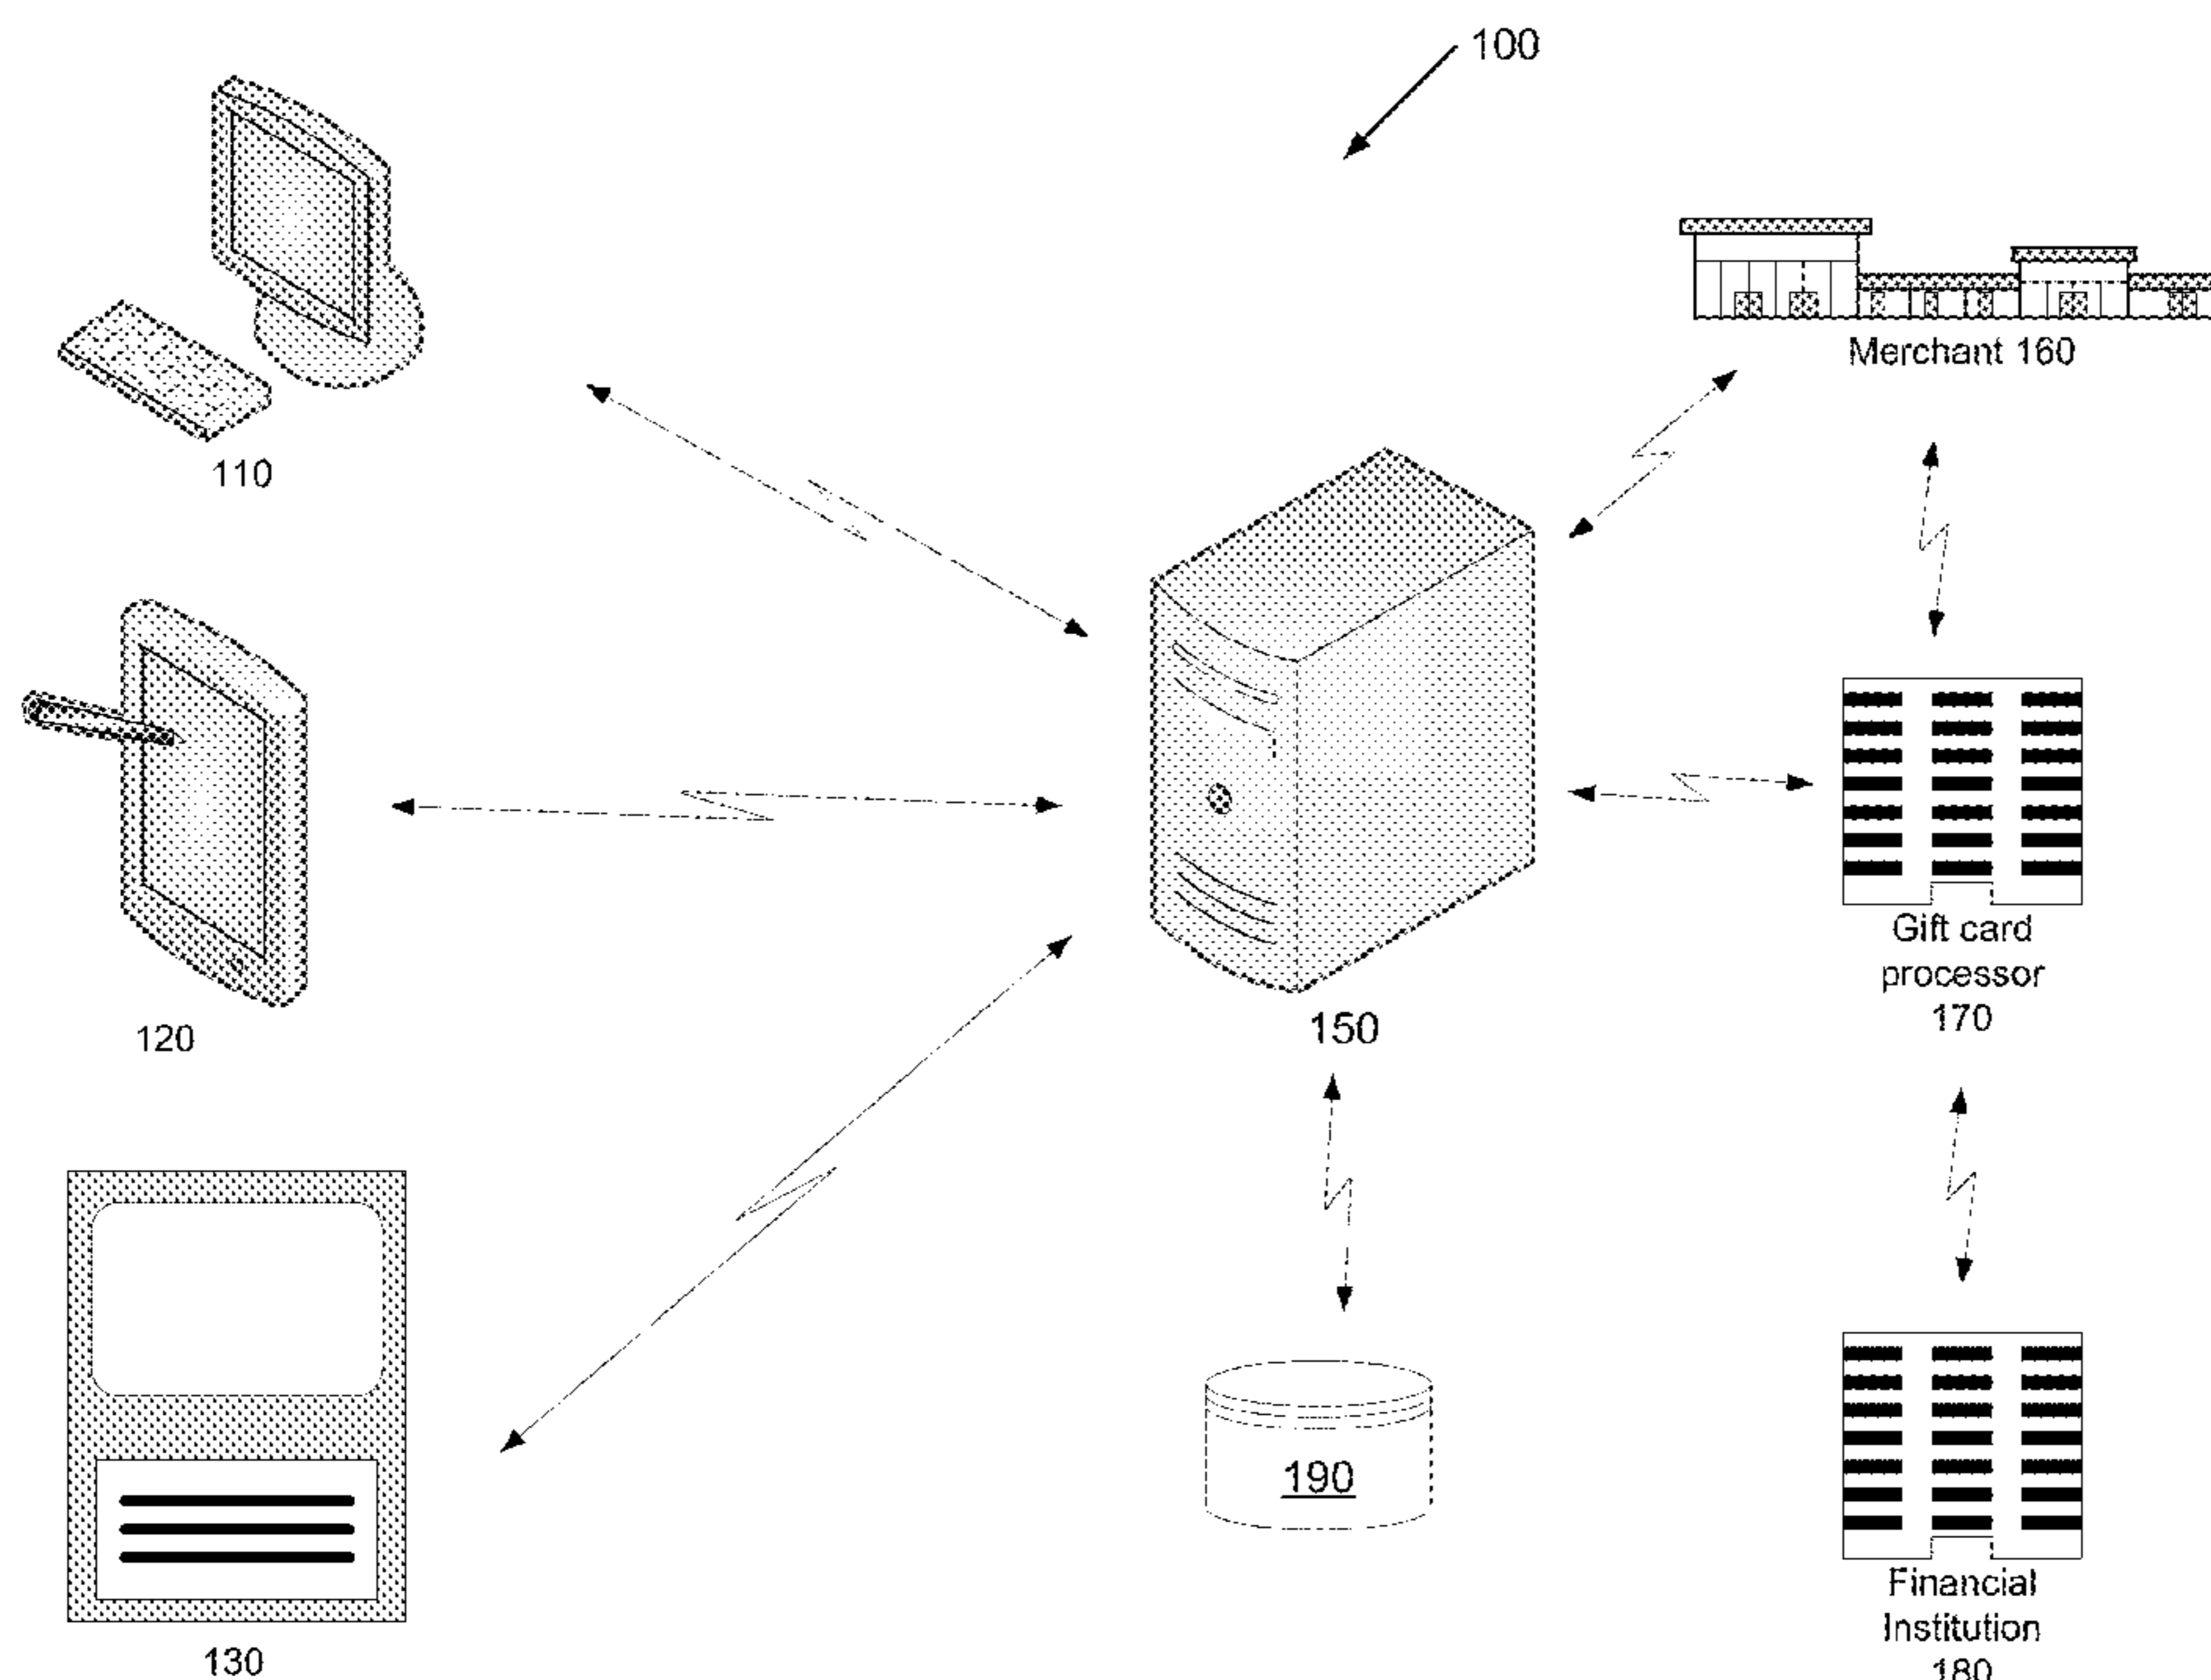 100
Merchant 160
110
Gift card
processor
170
120
150
190
Financial
Institution
180
130